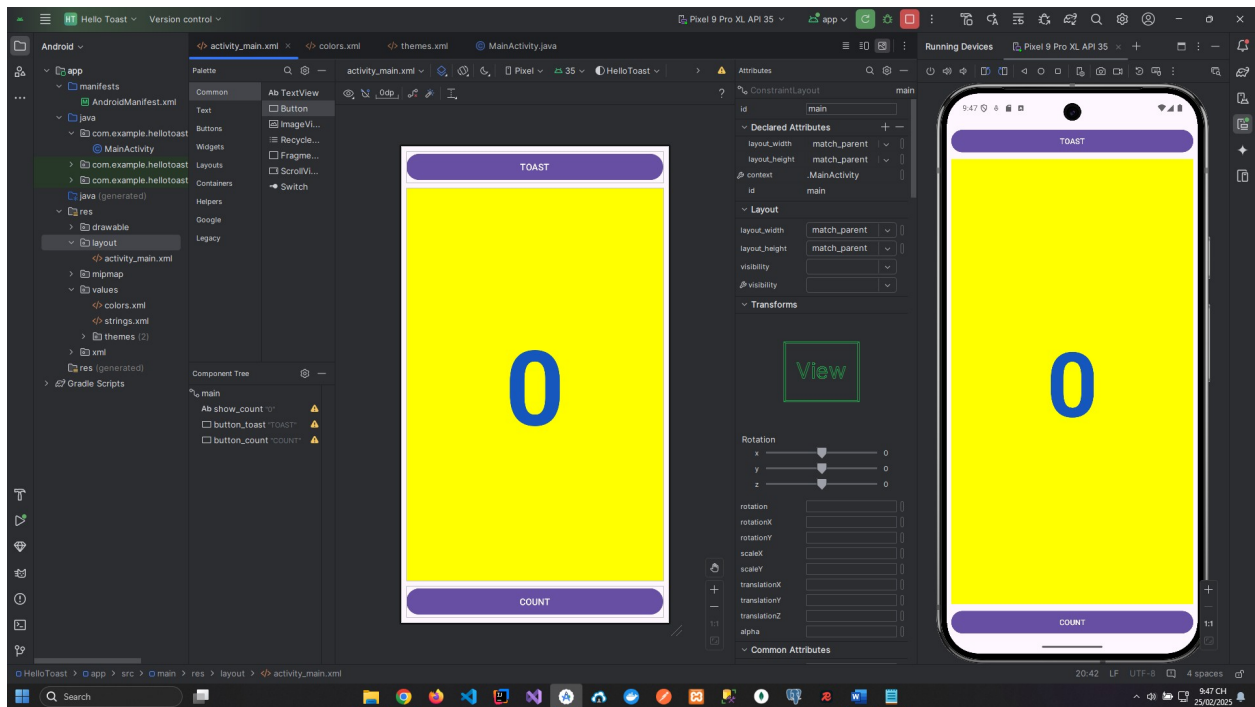 HT Hello Toast Version control Pixel 9 Pro XL API 35 app
Android activity_main.xml colors.xml themes.xml MainActivity.java Running Devices Pixel 9 Pro XL API 35
app
manifests
AndroidManifest.xml
java
com.example.hellotoast
MainActivity
com.example.hellotoast
com.example.hellotoast
java (generated)
res
drawable
layout
activity_main.xml
mipmap
values
colors.xml
strings.xml
themes (2)
xml
res (generated)
Gradle Scripts
Palette
Common
Text
Buttons
Widgets
Layouts
Containers
Helpers
Google
Legacy
Ab TextView
Button
ImageVi...
Recycle...
Fragme...
ScrollVi...
Switch
Component Tree
main
Ab show_count "0"
button_toast "TOAST"
button_count "COUNT"
activity_main.xml Pixel 35 HelloToast
0dp
?
TOAST
0
COUNT
1:1
Attributes
ConstraintLayout main
id main
Declared Attributes
layout_width match_parent
layout_height match_parent
context .MainActivity
id main
Layout
layout_width match_parent
layout_height match_parent
visibility
visibility
Transforms
View
Rotation
x 0
y 0
z 0
rotation
rotationX
rotationY
scaleX
scaleY
translationX
translationY
translationZ
alpha
Common Attributes
9:47
TOAST
0
COUNT
1:1
HelloToast > app > src > main > res > layout > activity_main.xml 20:42 LF UTF-8 4 spaces
Search
9:47 CH
25/02/2025